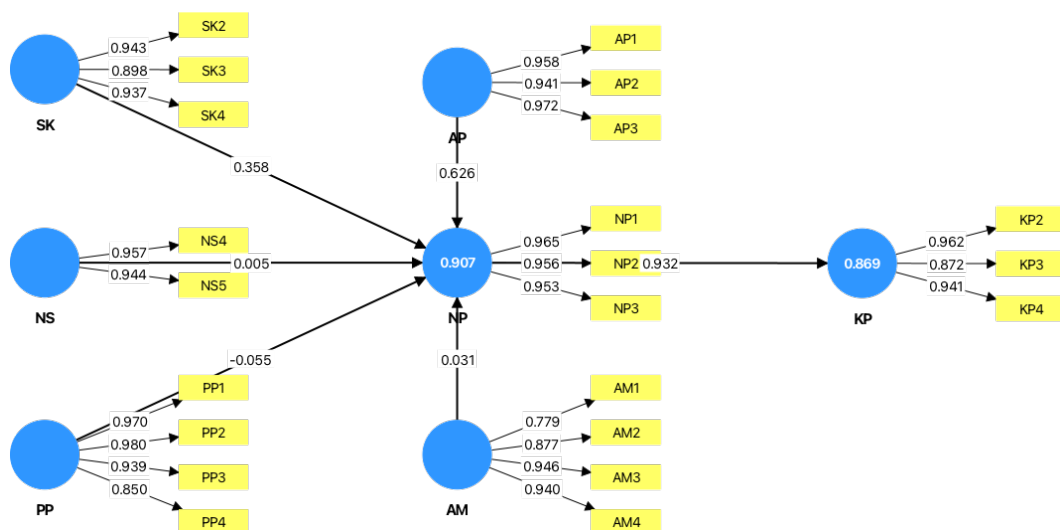 SK2
0.943
SK3
0.898
SK4
0.937
SK
0.358
AP1
0.958
AP2
0.941
AP3
0.972
AP
0.626
NS4
0.957
NS5
0.944
0.005
NS
NP1
0.965
NP2
0.956
NP3
0.953
0.907
NP
0.932
KP2
0.962
KP3
0.872
KP4
0.941
0.869
KP
-0.055
PP1
0.970
PP2
0.980
PP3
0.939
PP4
0.850
PP
0.031
AM1
0.779
AM2
0.877
AM3
0.946
AM4
0.940
AM